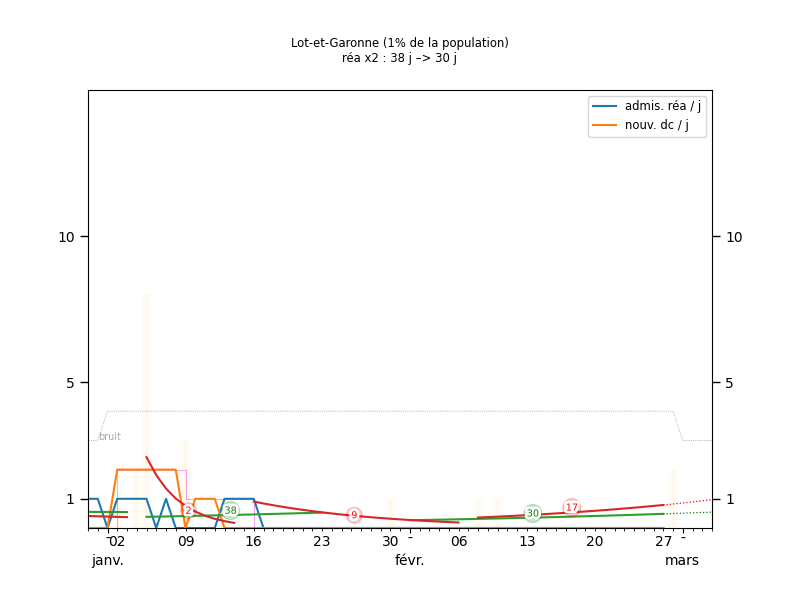 Lot-et-Garonne (1% de la population)
réa x2 : 38 j –> 30 j
admis. réa / j
nouv. dc / j
10
10
5
5
bruit
1
1
2
38
9
30
17
02
09
16
23
30
06
13
20
27
janv.
févr.
mars